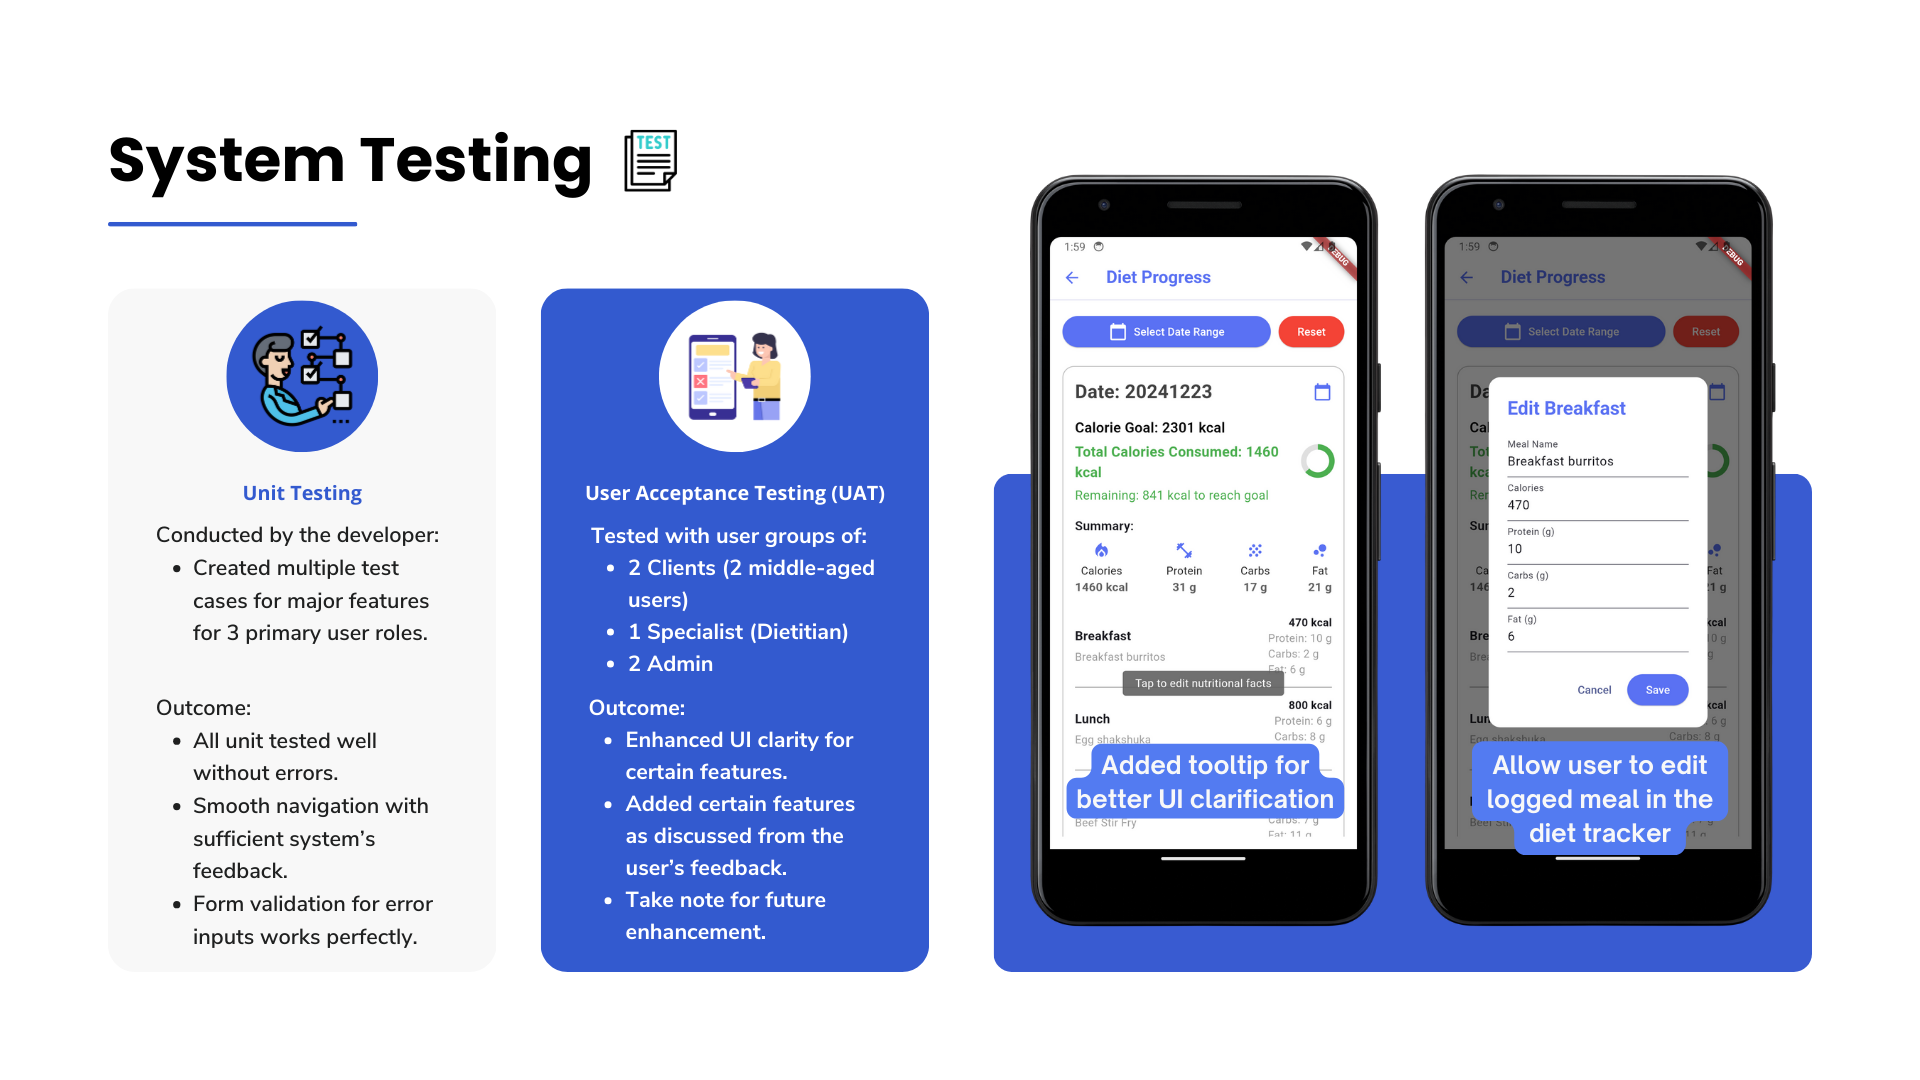 System Testing
TEST
Unit Testing
Conducted by the developer:
• Created multiple test
cases for major features
for 3 primary user roles.
Outcome:
• All unit tested well
without errors.
• Smooth navigation with
sufficient system's
feedback.
• Form validation for error
inputs works perfectly.
User Acceptance Testing (UAT)
Tested with user groups of:
• 2 Clients (2 middle-aged
users)
• 1 Specialist (Dietitian)
• 2 Admin
Outcome:
• Enhanced UI clarity for
certain features.
• Added certain features
as discussed from the
user's feedback.
• Take note for future
enhancement.
1:59
Diet Progress
Select Date Range
Reset
Date: 20241223
Calorie Goal: 2301 kcal
Total Calories Consumed: 1460
kcal
Remaining: 841 kcal to reach goal
Summary:
Calories Protein Carbs Fat
1460 kcal 31 g 17 g 21 g
470 kcal
Breakfast Protein: 10 g
Breakfast burritos Carbs: 2 g
Fat: 6 g
Tap to edit nutritional facts
800 kcal
Lunch Protein: 6 g
Egg shakshuka Carbs: 8 g
Added tooltip for
better UI clarification
Beef Stir Fry Carbs: 7 g
Fat: 11 g
1:59
Diet Progress
Select Date Range
Reset
Edit Breakfast
Meal Name
Breakfast burritos
Calories
470
Protein (g)
10
Carbs (g)
2
Fat (g)
6
Cancel Save
Egg shakshuka Carbs: 8 g
Allow user to edit
logged meal in the
diet tracker